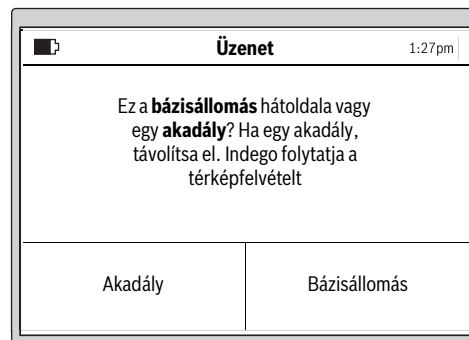 Üzenet 1:27pm
Ez a bázisállomás hátoldala vagy
egy akadály? Ha egy akadály,
távolítsa el. Indego folytatja a
térképfelvételt
Akadály Bázisállomás